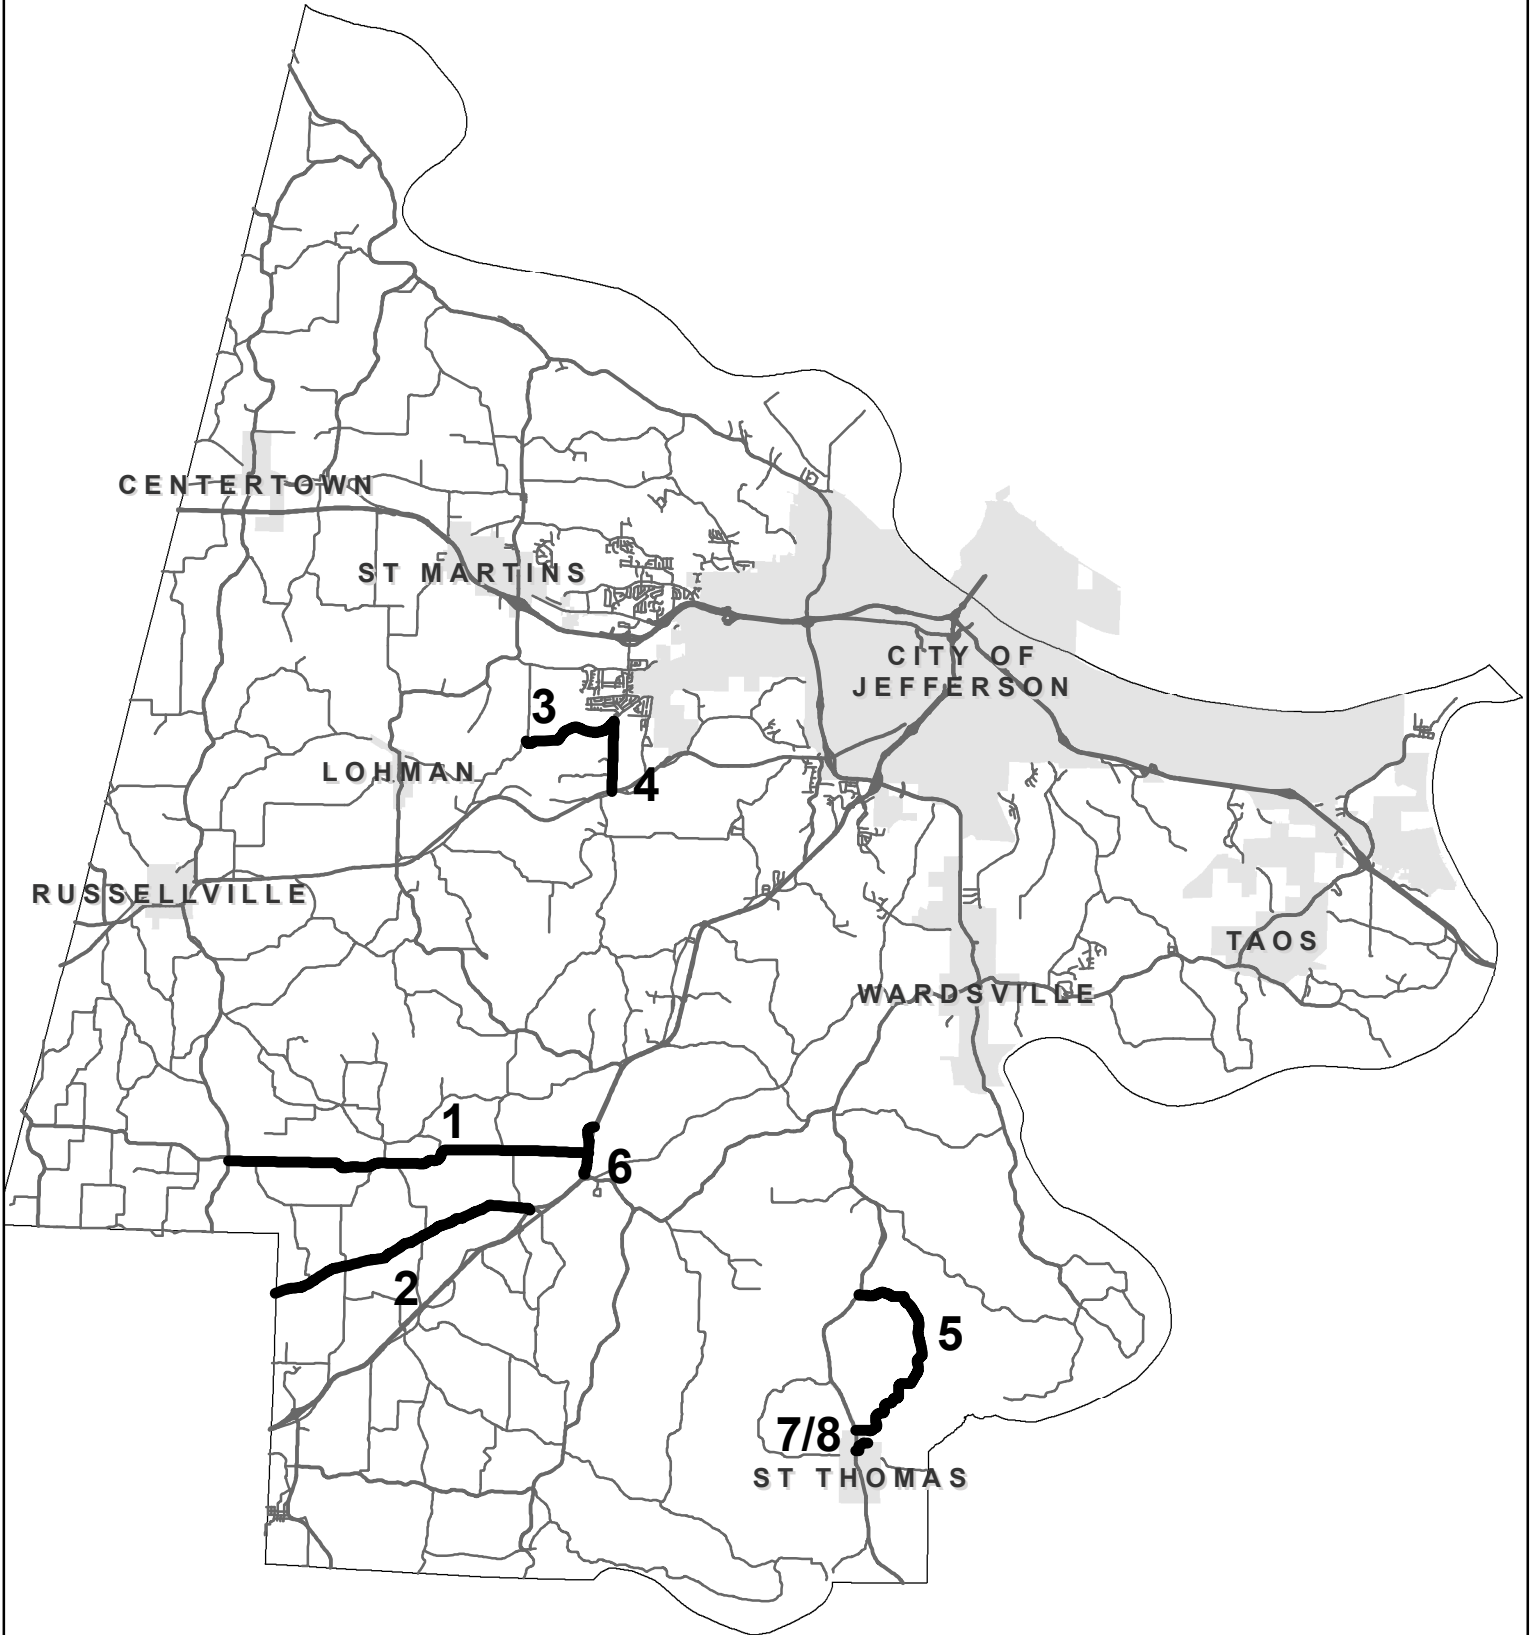 CENTERTOWN
ST MARTINS
CITY OF
JEFFERSON
3
LOHMAN
4
RUSSELLVILLE
TAOS
WARDSVILLE
1
6
2
5
7/8
ST THOMAS